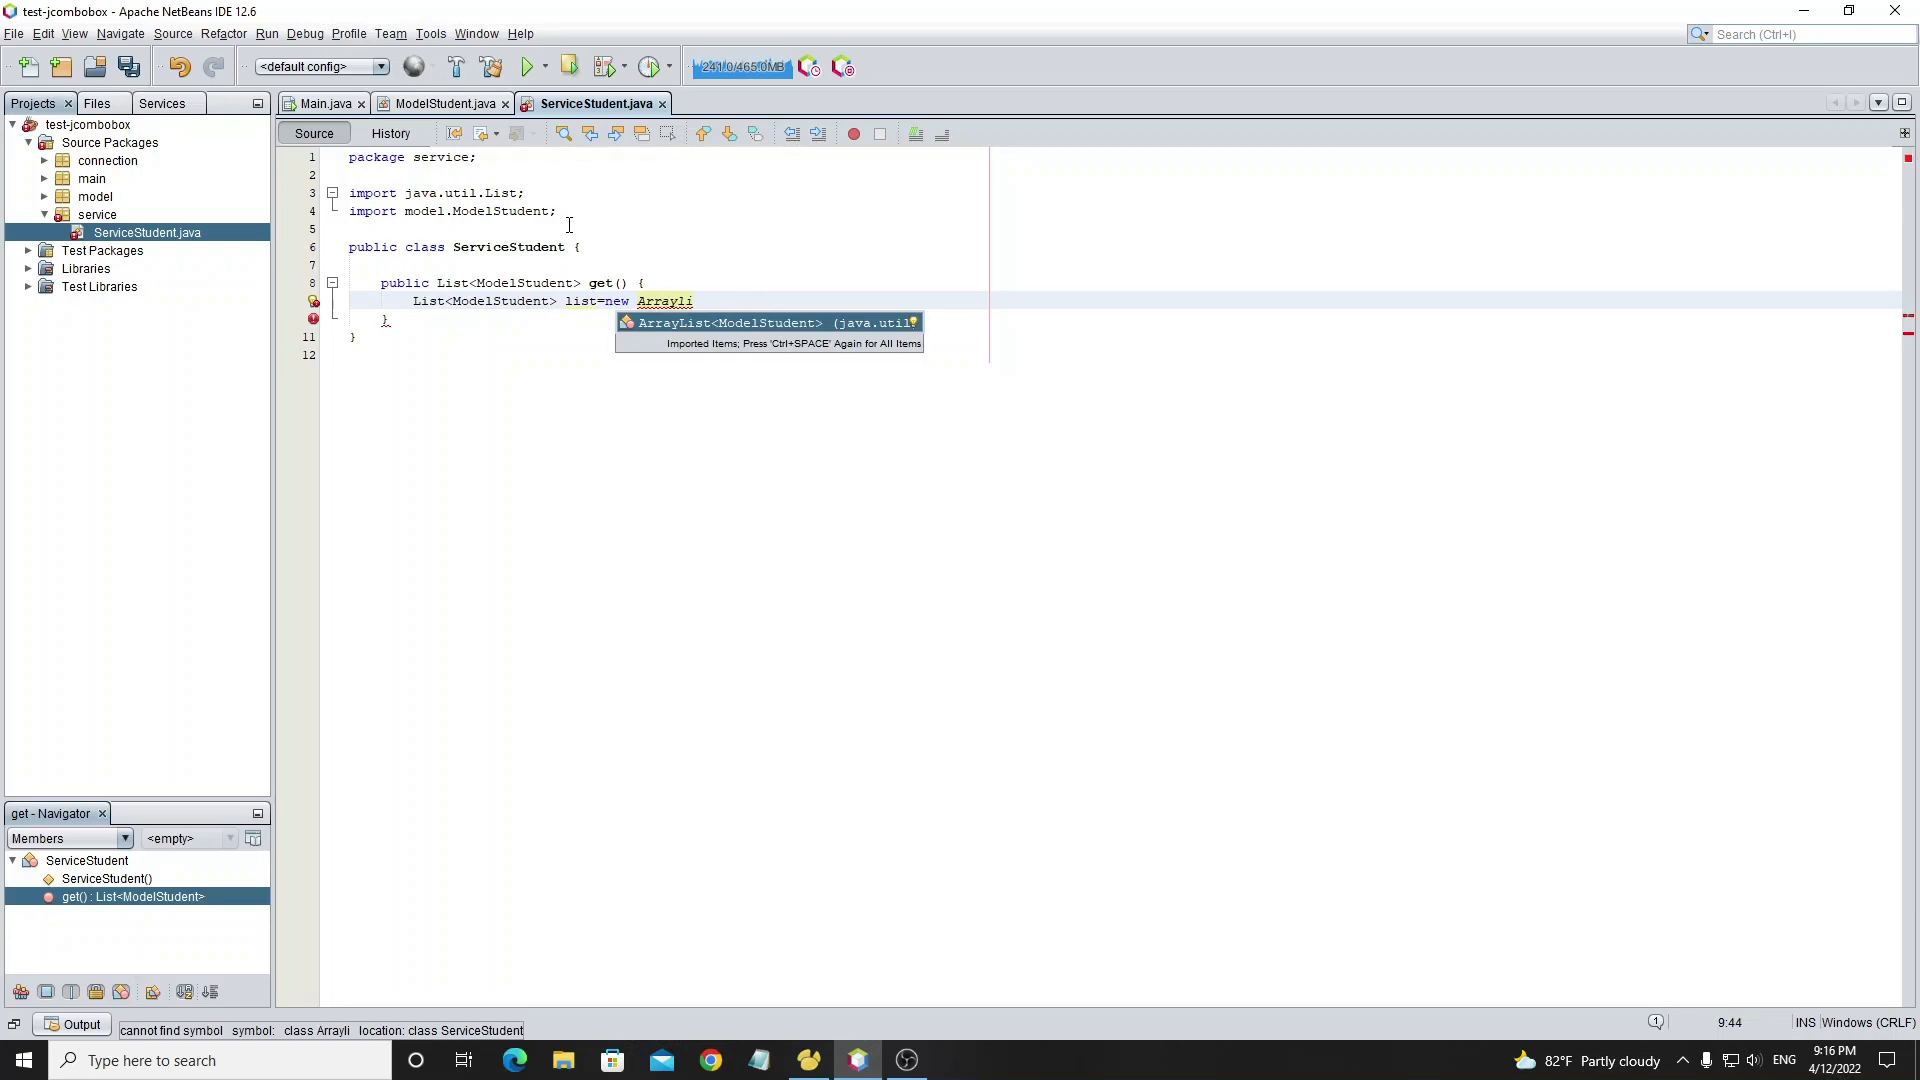 test-jcombobox - Apache NetBeans IDE 12.6
File Edit View Navigate Source Refactor Run Debug Profile Team Tools Window Help
Search (Ctrl+I)
<default config>
241.0/465.0MB
Projects Files Services
Main.java ModelStudent.java ServiceStudent.java
test-jcombobox
Source Packages
connection
main
model
service
ServiceStudent.java
Test Packages
Libraries
Test Libraries
Source History
1 package service;
2
3 import java.util.List;
4 import model.ModelStudent;
5
6 public class ServiceStudent {
7
8 public List<ModelStudent> get() {
List<ModelStudent> list=new Arrayli
}
11 }
12
ArrayList<ModelStudent> (java.util
Imported Items; Press 'Ctrl+SPACE' Again for All Items
get - Navigator
Members <empty>
ServiceStudent
ServiceStudent()
get() : List<ModelStudent>
Output
cannot find symbol symbol: class Arrayli location: class ServiceStudent
1 9:44 INS Windows (CRLF)
Type here to search
82°F Partly cloudy ENG
9:16 PM
4/12/2022